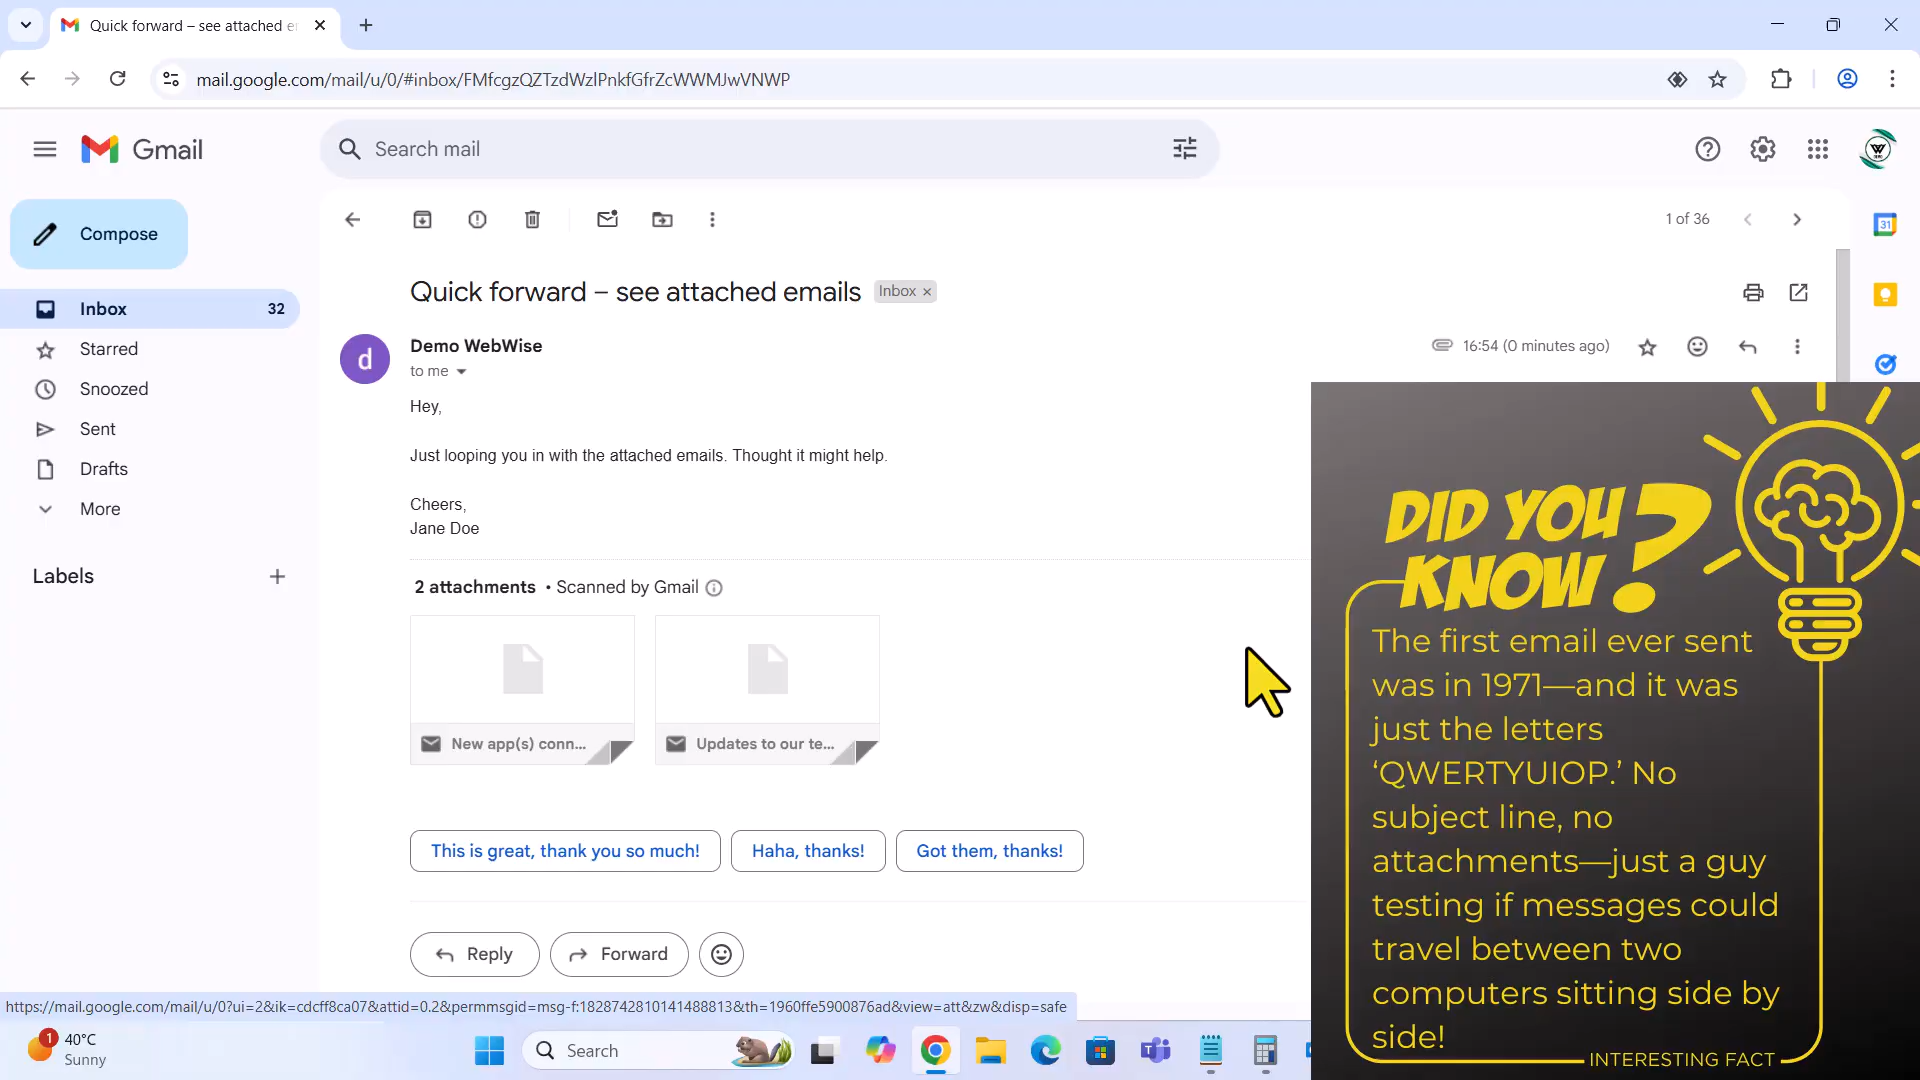 Quick forward – see attached e
mail.google.com/mail/u/0/#inbox/FMfcgzQZTzdWzlPnkfGfrZcWWMJwVNWP
Gmail
Search mail
Compose
1 of 36
31
Inbox 32
Starred
Snoozed
Sent
Drafts
More
Labels
Quick forward – see attached emails
Inbox ×
d
Demo WebWise
16:54 (0 minutes ago)
to me
Hey,
Just looping you in with the attached emails. Thought it might help.
Cheers,
Jane Doe
2 attachments • Scanned by Gmail
New app(s) conn...
Updates to our te...
This is great, thank you so much!
Haha, thanks!
Got them, thanks!
Reply
Forward
DID YOU
KNOW?
The first email ever sent
was in 1971—and it was
just the letters
‘QWERTYUIOP.’ No
subject line, no
attachments—just a guy
testing if messages could
travel between two
computers sitting side by
side!
INTERESTING FACT
https://mail.google.com/mail/u/0?ui=2&ik=cdcff8ca07&attid=0.2&permmsgid=msg-f:1828742810141488813&th=1960ffe5900876ad&view=att&zw&disp=safe
1
40°C
Sunny
Search